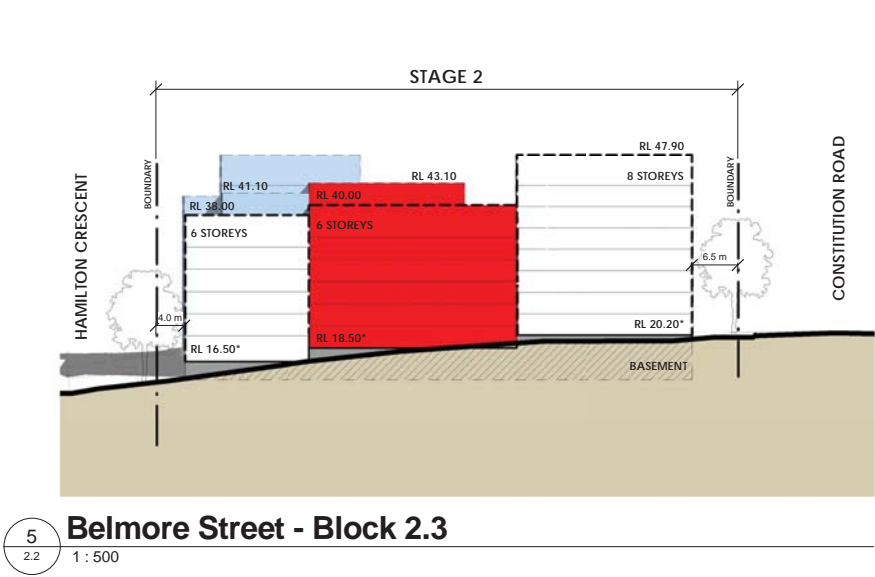 STAGE 2
BOUNDARY
BOUNDARY
HAMILTON CRESCENT
CONSTITUTION ROAD
RL 47.90
8 STOREYS
RL 41.10
RL 43.10
RL 38.00
RL 40.00
6 STOREYS
6 STOREYS
6.5 m
4.0 m
RL 16.50*
RL 18.50*
RL 20.20*
BASEMENT
5
2.2
Belmore Street - Block 2.3
1 : 500